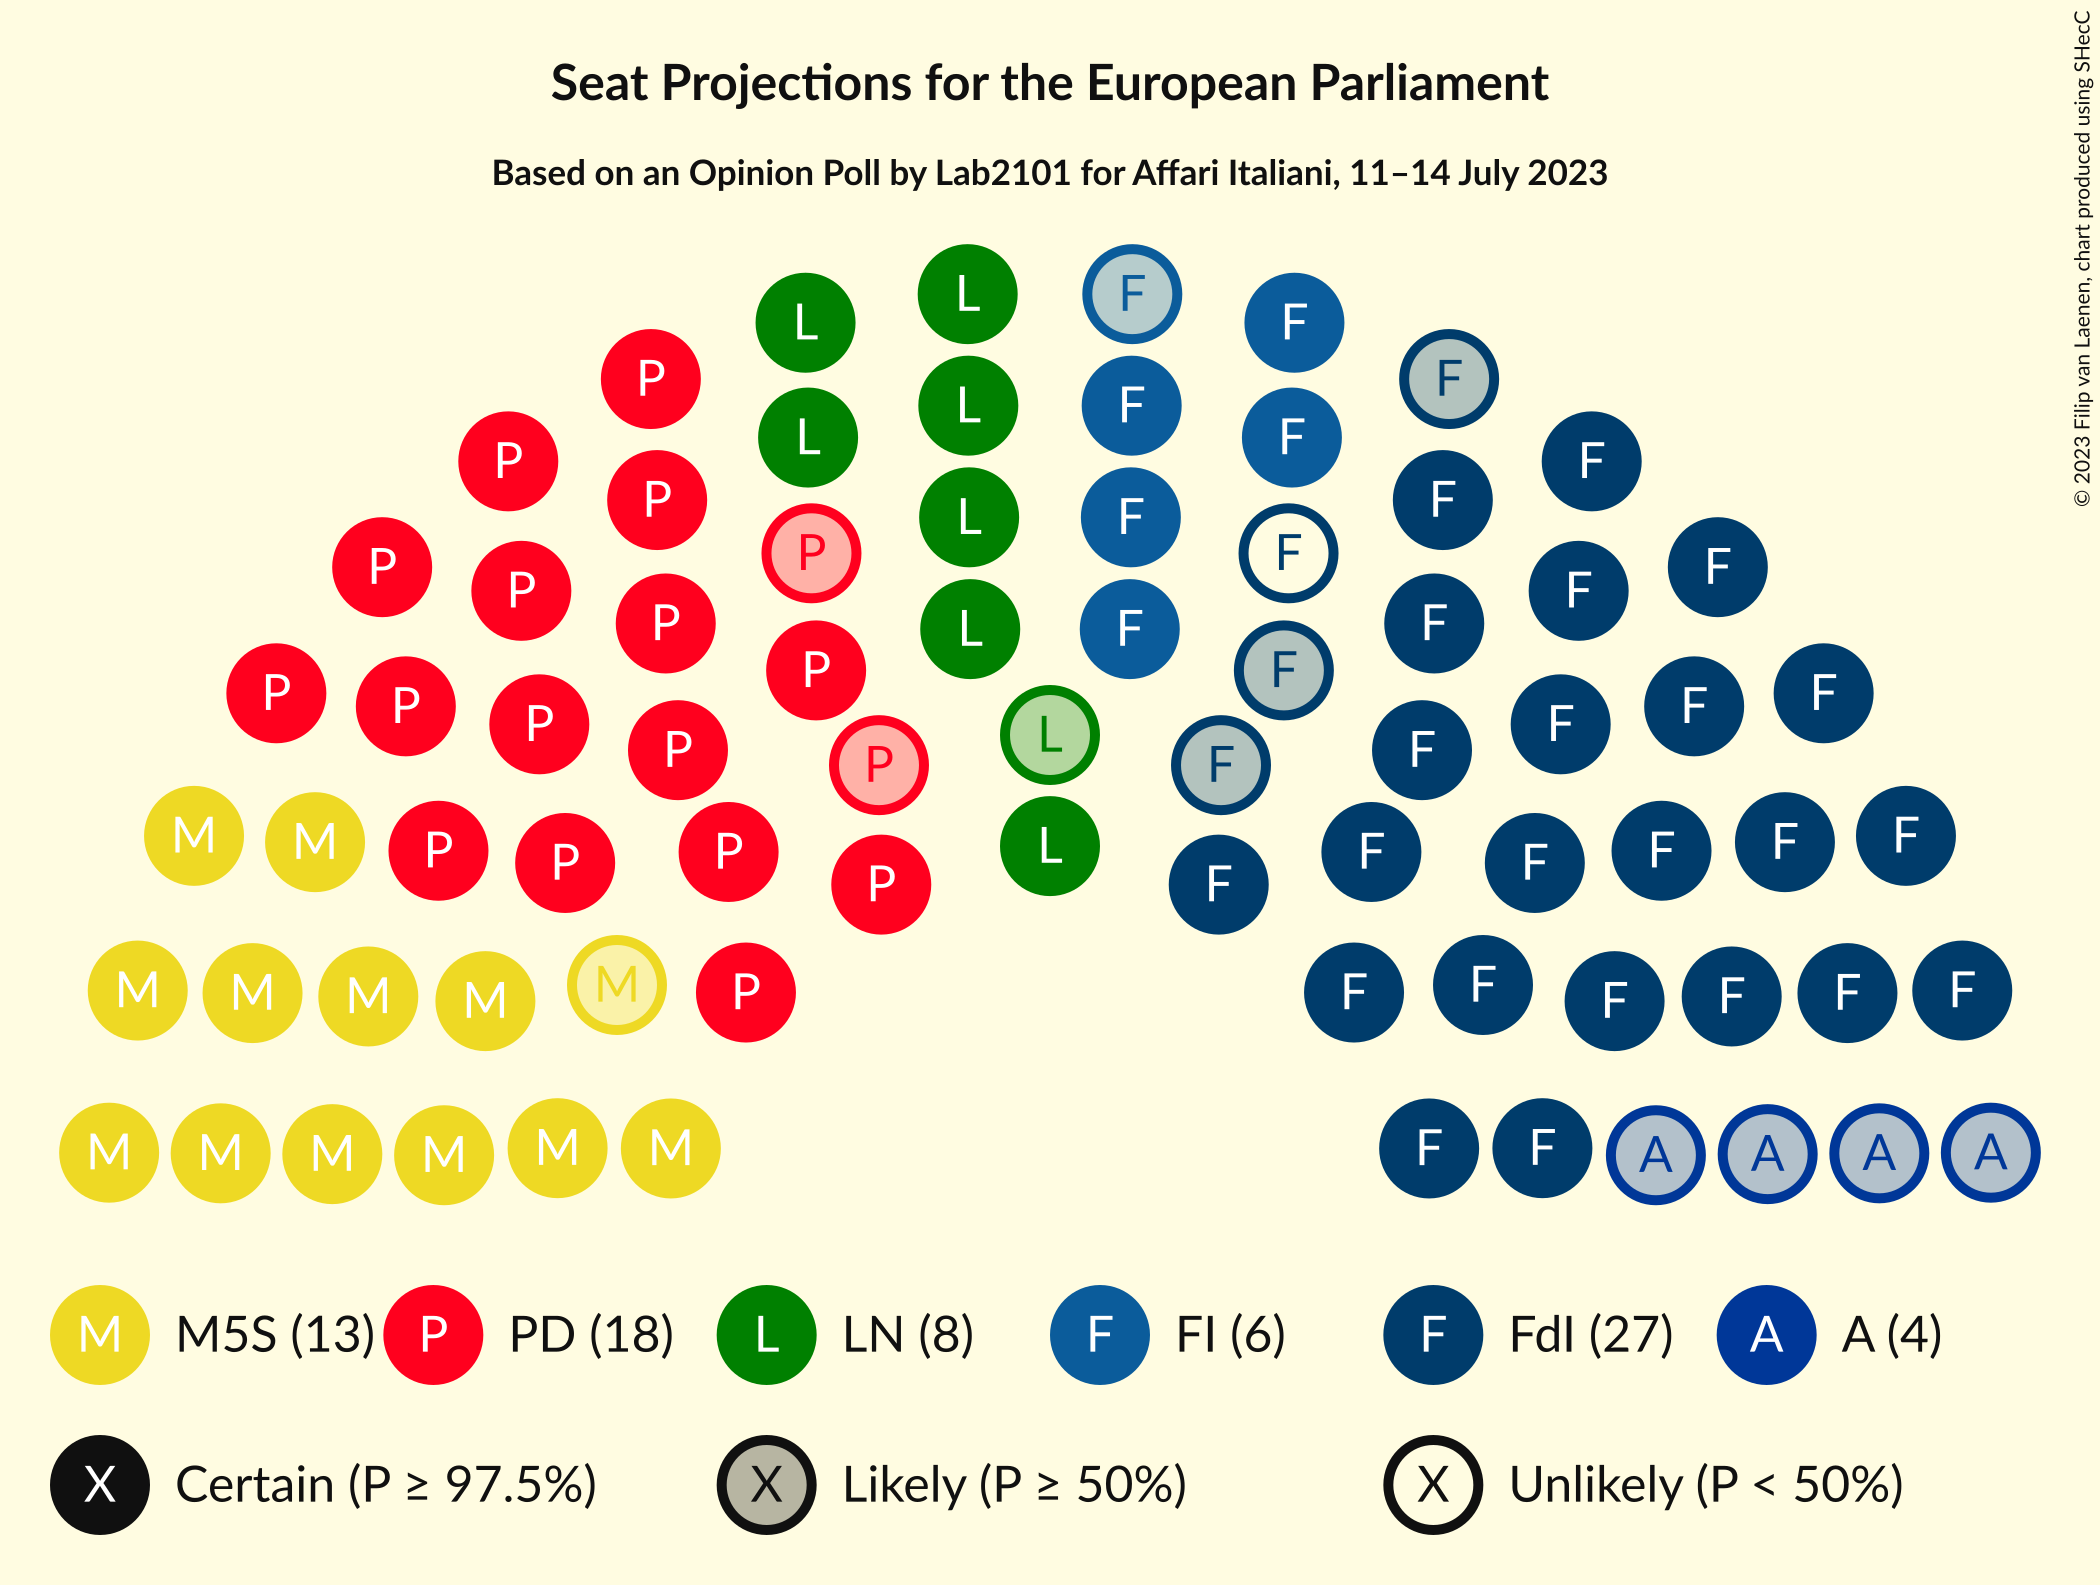 Seat Projections for the European Parliament
Based on an Opinion Poll by Lab2101 for Affari Italiani, 11–14 July 2023
© 2023 Filip van Laenen, chart produced using SHecC
L L F F
P F
L L F F
P F
P F
L F
P P F F
P F
P F
L F
P P F F
P P F F
P P F F
L
P F
M M F F
P P L F F
P P F F
P F
M M M M M P F F F F F F
M M M M M M F F A A A A
M M5S (13) P PD (18) L LN (8) F FI (6) F FdI (27) A A (4)
X Certain (P ≥ 97.5%) X Likely (P ≥ 50%) X Unlikely (P < 50%)